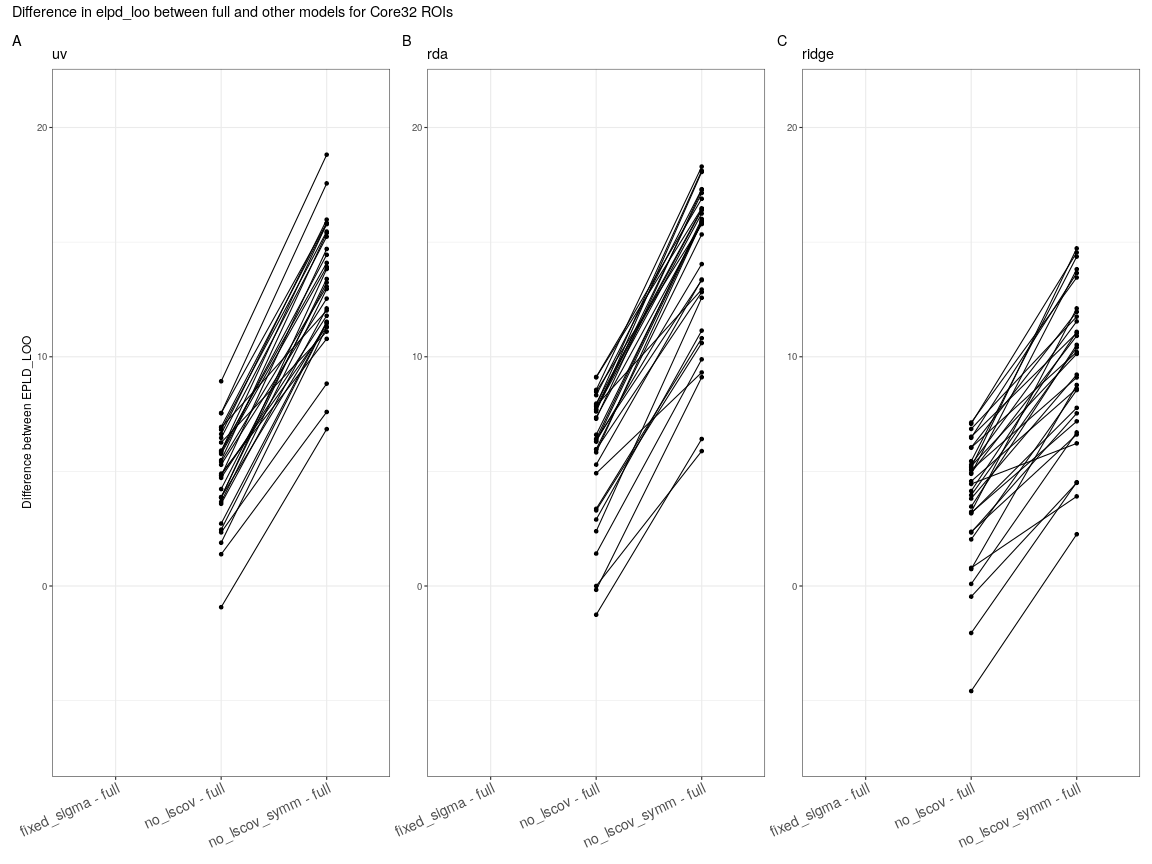 Difference in elpd_loo between full and other models for Core32 ROIs
A
B
C
uv
rda
ridge
Difference between EPLD_LOO
20
10
0
20
10
0
20
10
0
fixed_sigma - full
no_lscov - full
no_lscov_symm - full
fixed_sigma - full
no_lscov - full
no_lscov_symm - full
fixed_sigma - full
no_lscov - full
no_lscov_symm - full